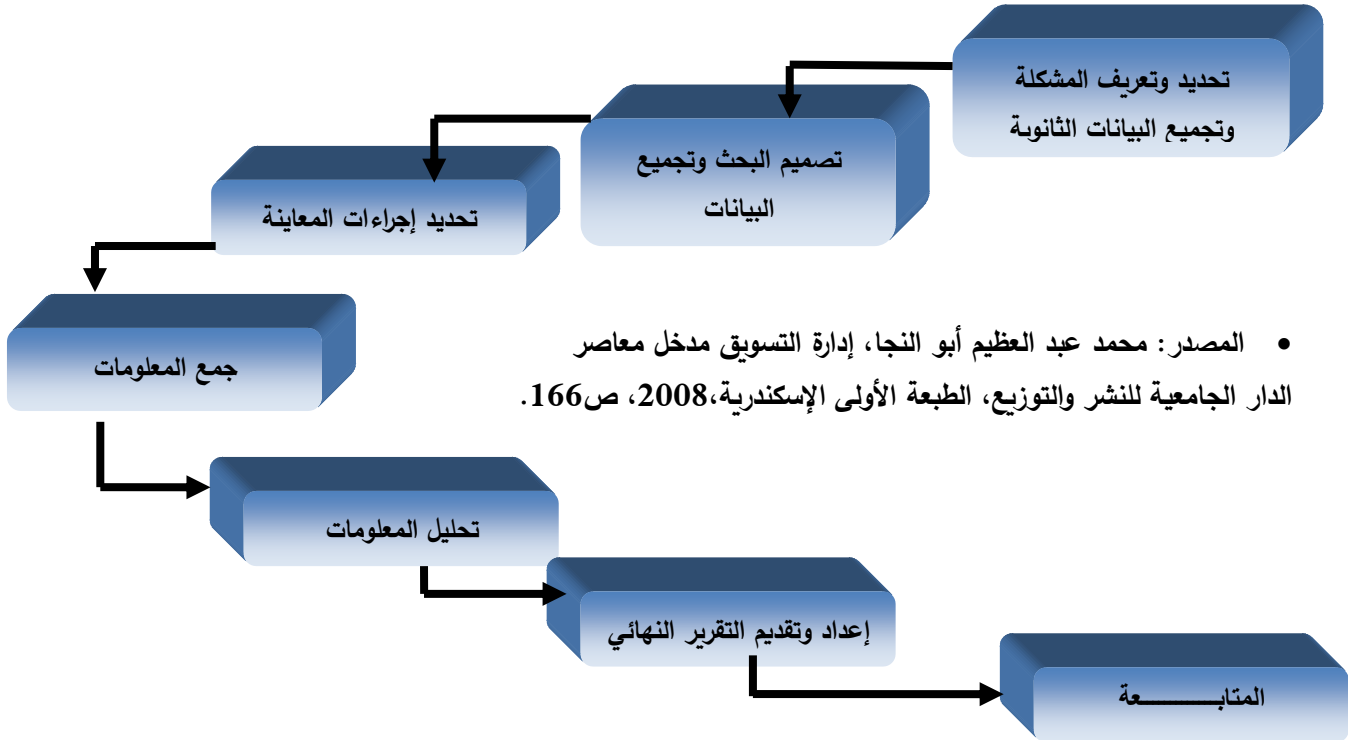 تحديد وتعريف المشكلة
وتجميع البيانات الثانوية
تصميم البحث وتجميع
البيانات
تحديد إجراءات المعاينة
جمع المعلومات
• المصدر: محمد عبد العظيم أبو النجا، إدارة التسويق مدخل معاصر
الدار الجامعية للنشر والتوزيع، الطبعة الأولى الإسكندرية،2008، ص166.
تحليل المعلومات
إعداد وتقديم التقرير النهائي
المتابـــــــــــعة